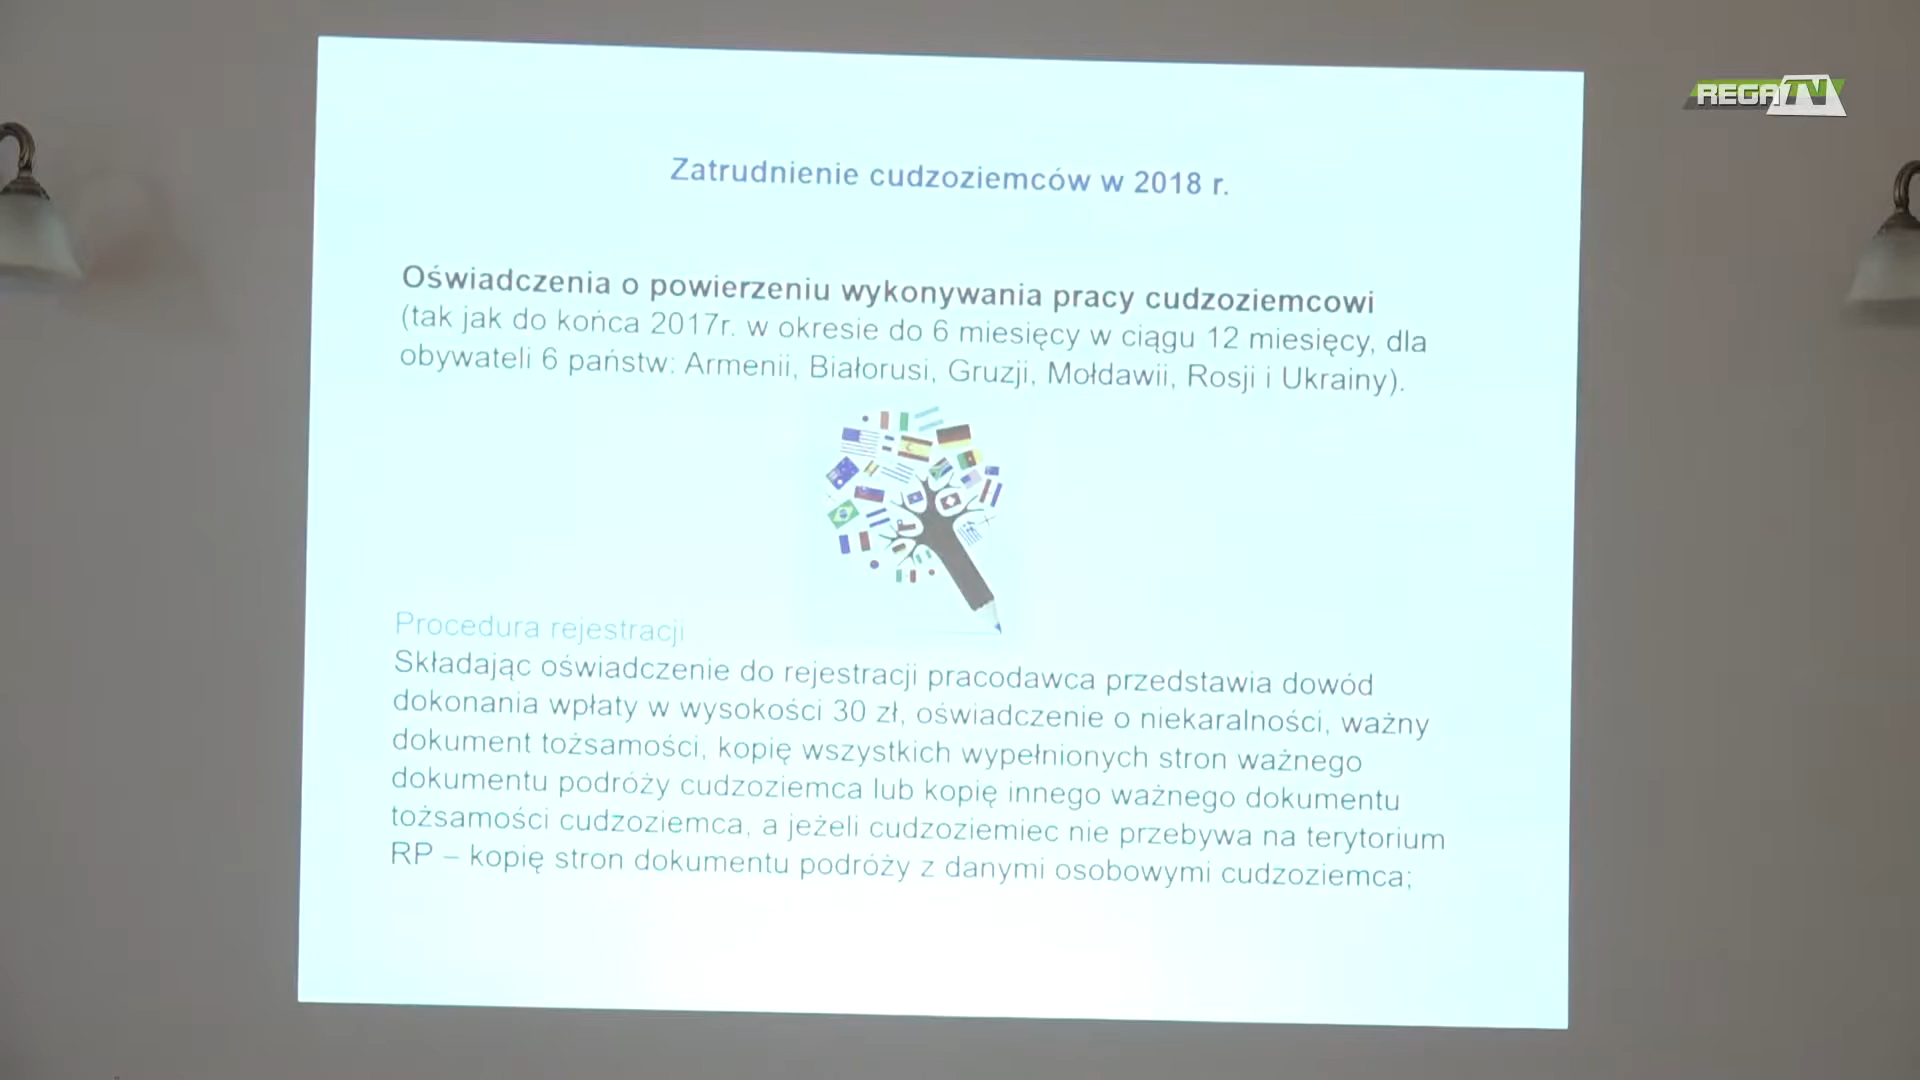 REGA TV
Zatrudnienie cudzoziemców w 2018 r.
Oświadczenia o powierzeniu wykonywania pracy cudzoziemcowi
(tak jak do końca 2017r. w okresie do 6 miesięcy w ciągu 12 miesięcy, dla
obywateli 6 państw: Armenii, Białorusi, Gruzji, Mołdawii, Rosji i Ukrainy).
Procedura rejestracji
Składając oświadczenie do rejestracji pracodawca przedstawia dowód
dokonania wpłaty w wysokości 30 zł, oświadczenie o niekaralności, ważny
dokument tożsamości, kopię wszystkich wypełnionych stron ważnego
dokumentu podróży cudzoziemca lub kopię innego ważnego dokumentu
tożsamości cudzoziemca, a jeżeli cudzoziemiec nie przebywa na terytorium
RP – kopię stron dokumentu podróży z danymi osobowymi cudzoziemca;